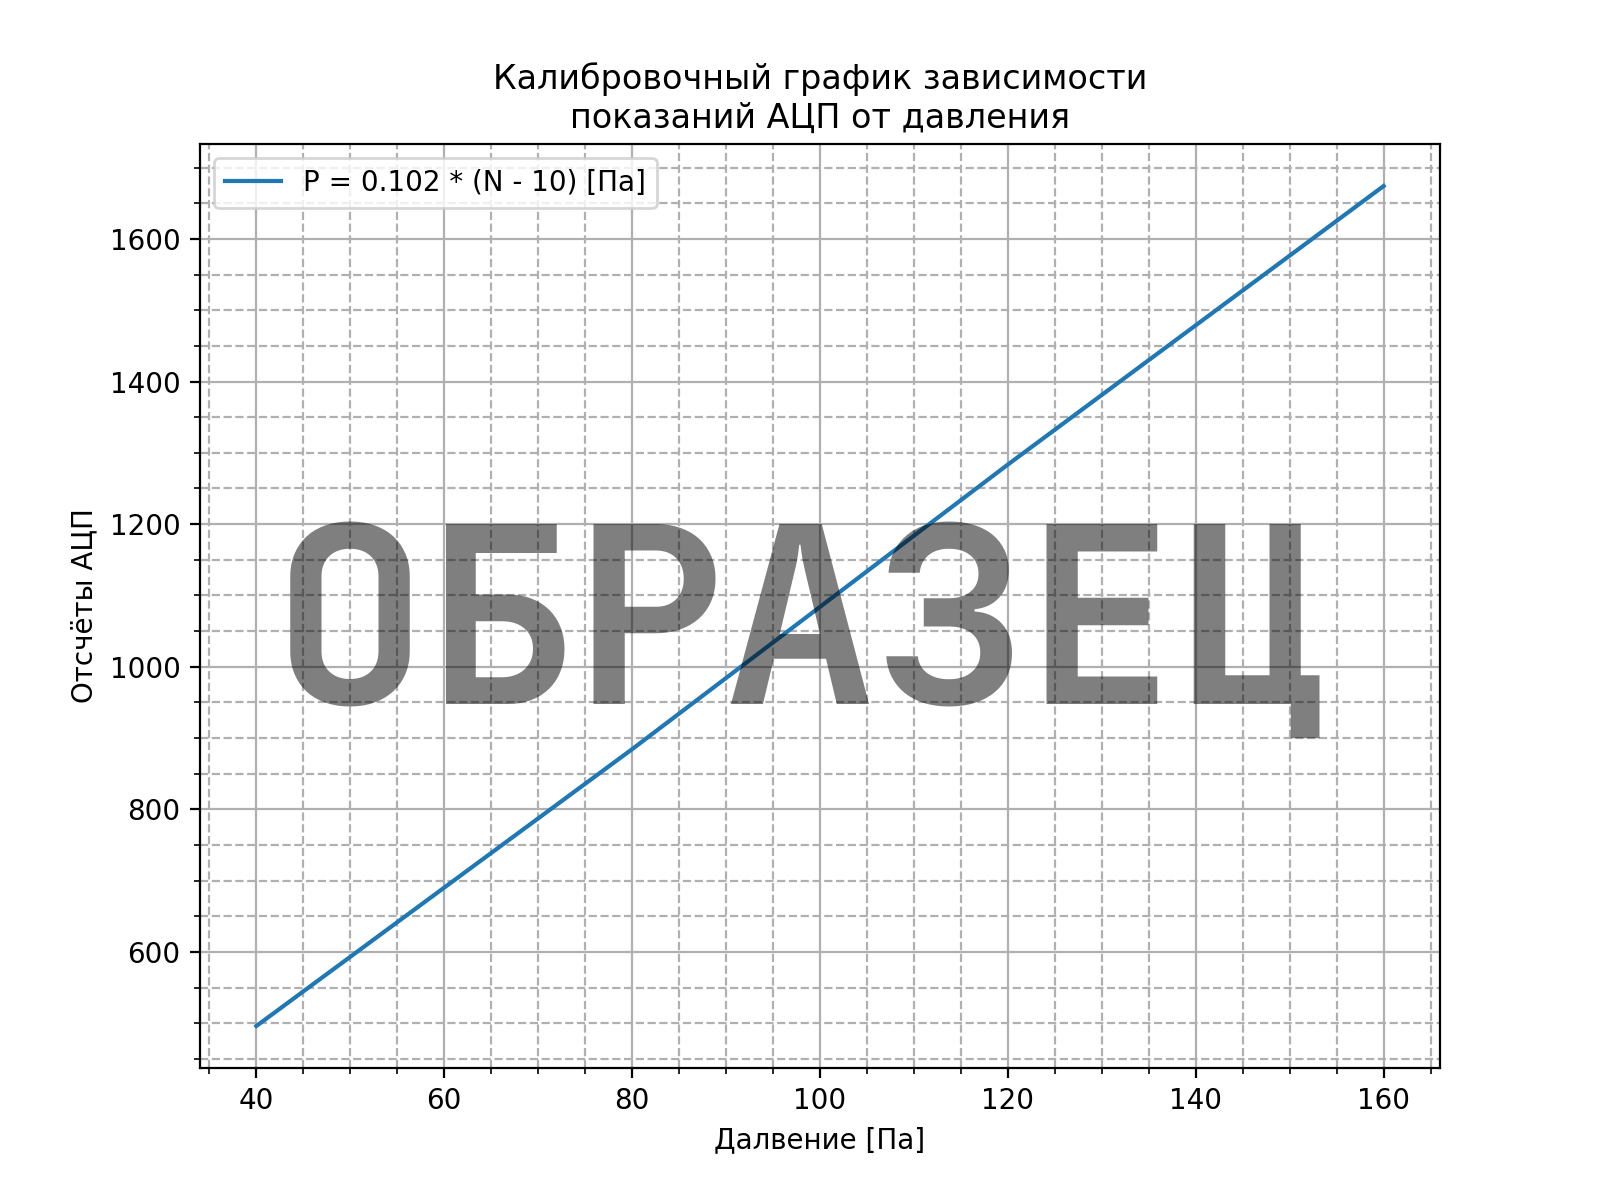 Калибровочный график зависимости
показаний АЦП от давления
P = 0.102 * (N - 10) [Па]
Отсчёты АЦП
1600
1400
1200
1000
800
600
ОБРАЗЕЦ
40 60 80 100 120 140 160
Далвение [Па]